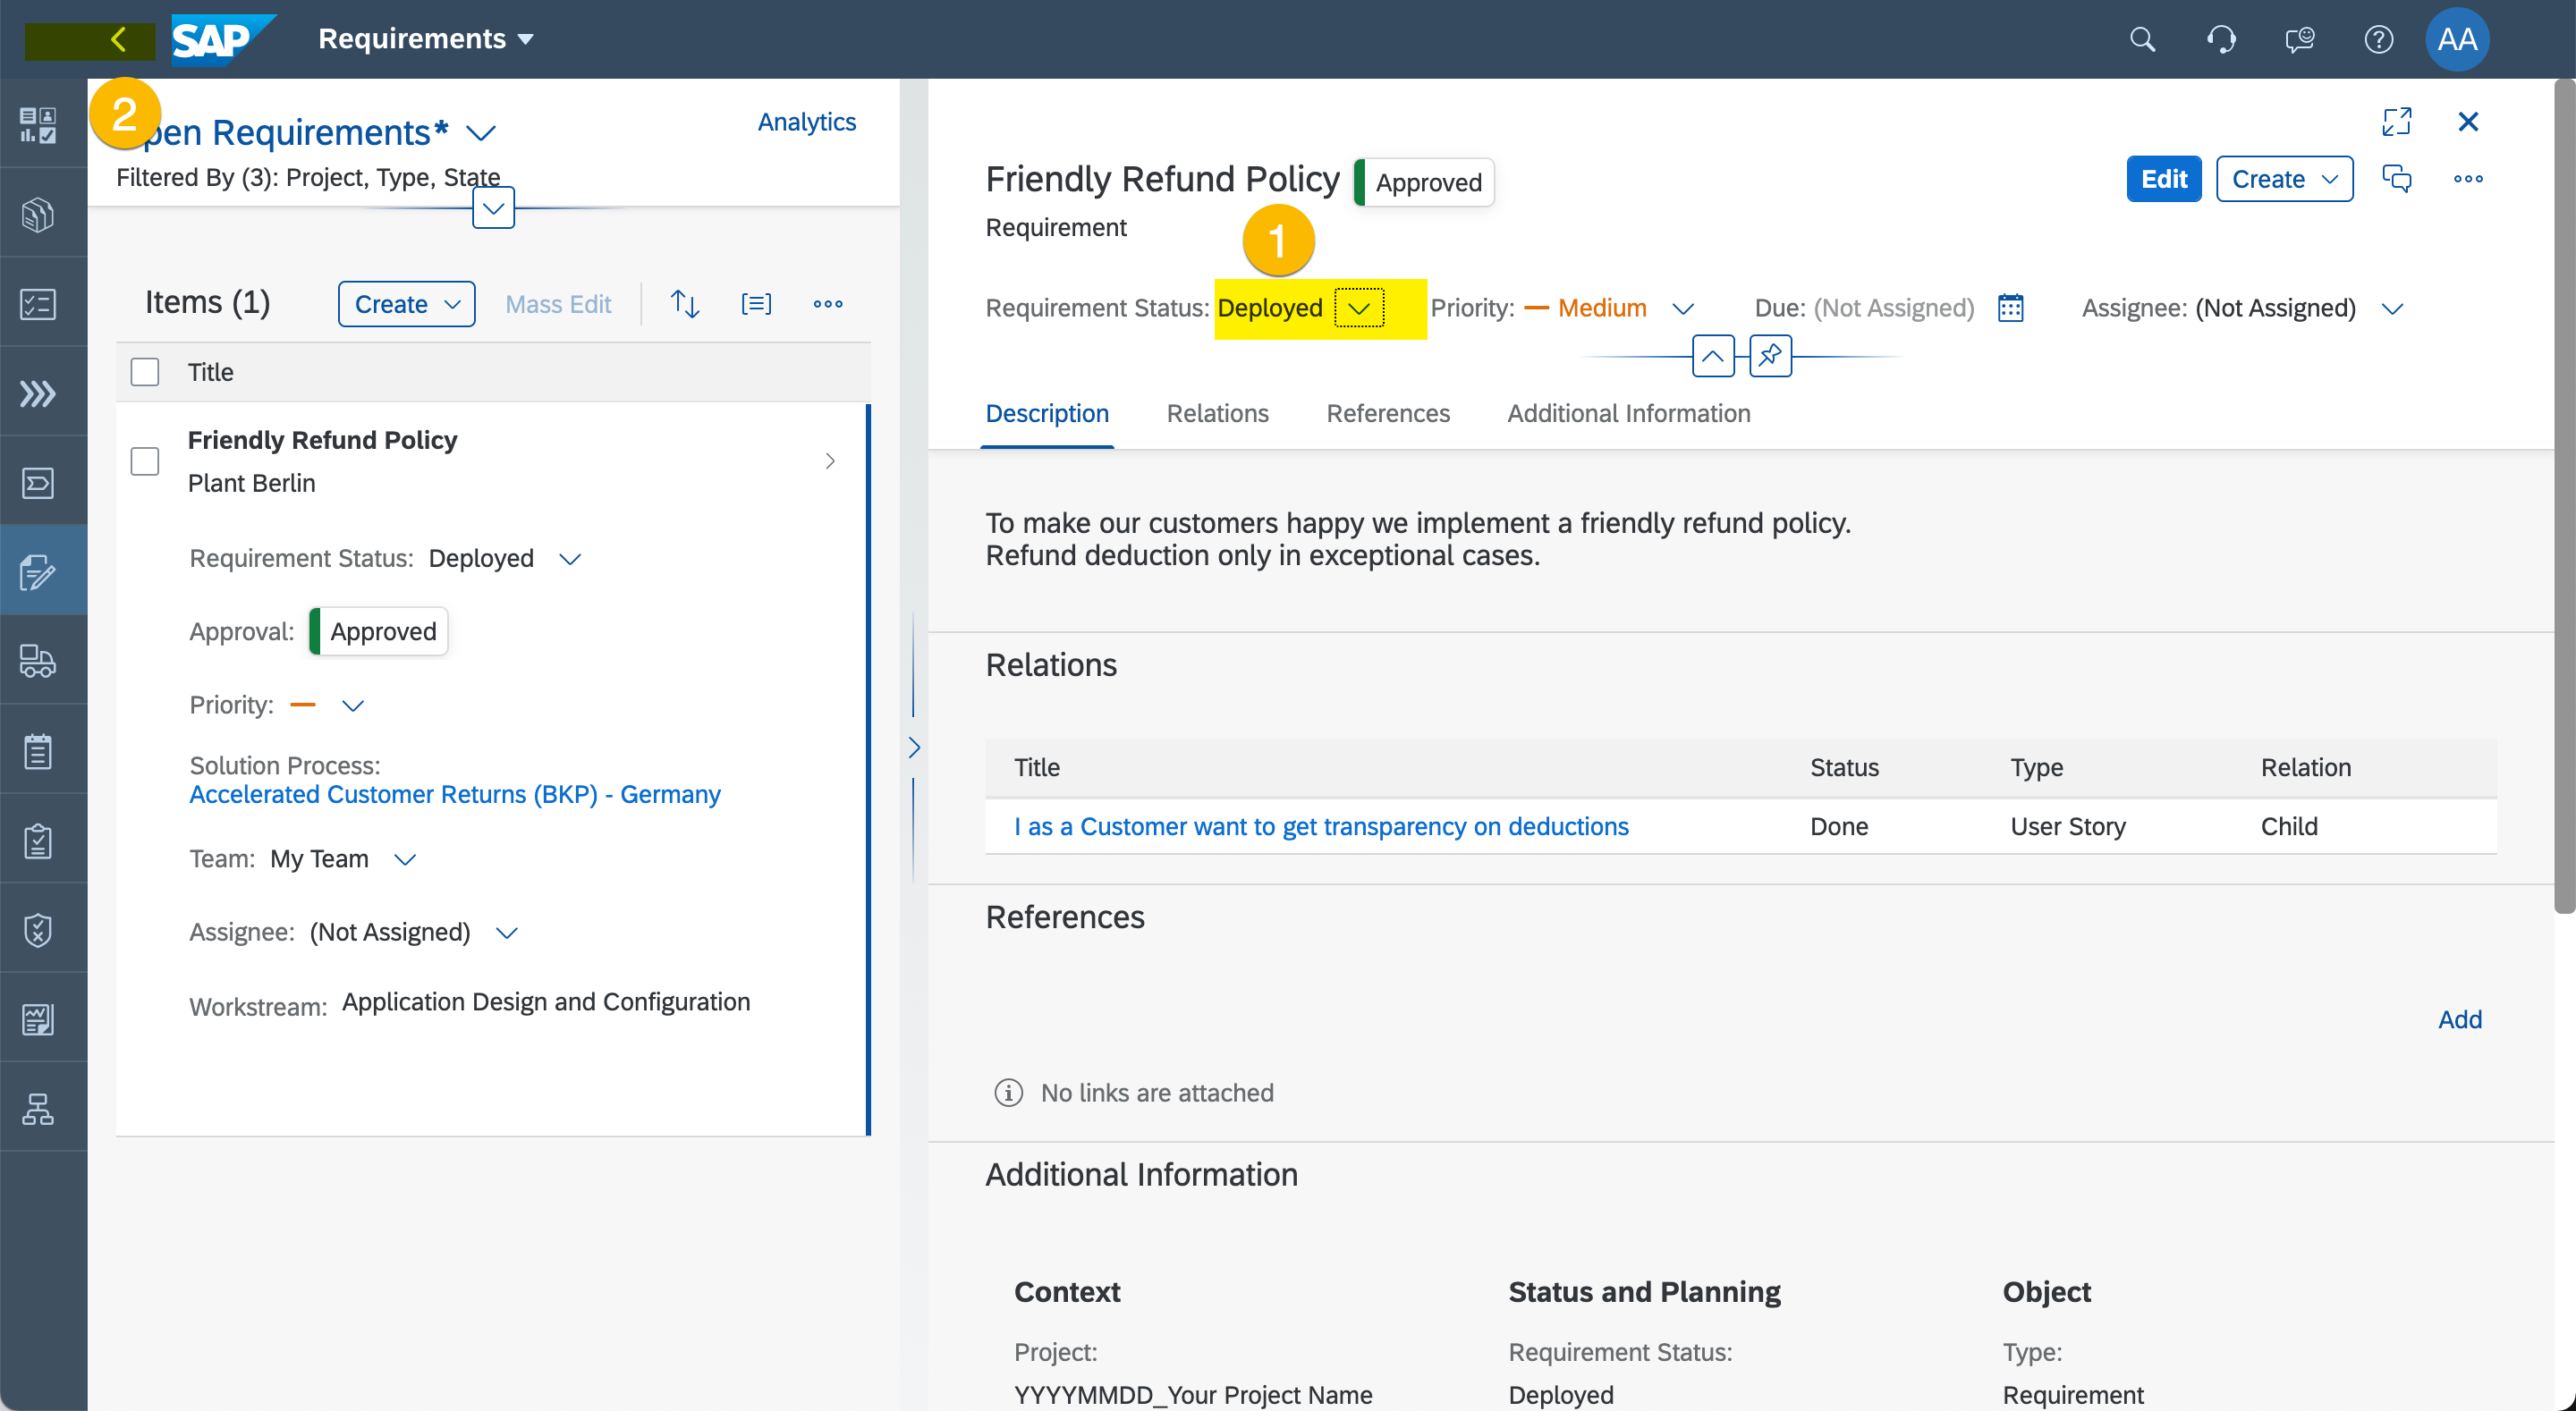 SAP
Requirements
AA
2
pen Requirements*
Analytics
Filtered By (3): Project, Type, State
Items (1)
Create
Mass Edit
Title
Friendly Refund Policy
Plant Berlin
Requirement Status: Deployed
Approval: Approved
Priority:
Solution Process:
Accelerated Customer Returns (BKP) - Germany
Team: My Team
Assignee: (Not Assigned)
Workstream: Application Design and Configuration
Friendly Refund Policy
Approved
Edit
Create
Requirement
1
Requirement Status: Deployed
Priority: Medium
Due: (Not Assigned)
Assignee: (Not Assigned)
Description
Relations
References
Additional Information
To make our customers happy we implement a friendly refund policy.
Refund deduction only in exceptional cases.
Relations
Title Status Type Relation
I as a Customer want to get transparency on deductions Done User Story Child
References
Add
No links are attached
Additional Information
Context
Project:
YYYYMMDD_Your Project Name
Status and Planning
Requirement Status:
Deployed
Object
Type:
Requirement